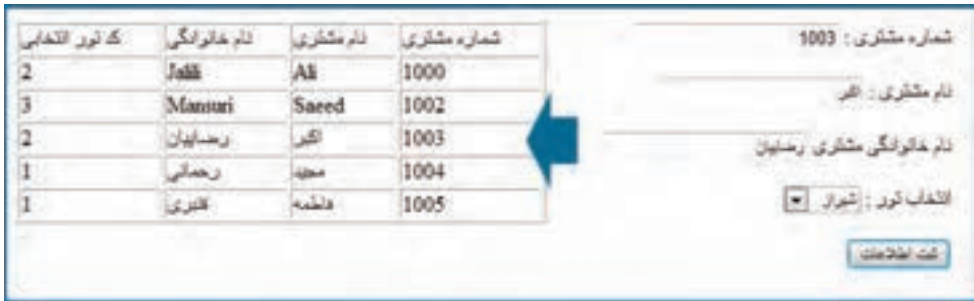 شماره مشتری : 1003
نام مشتری : اکبر
نام خانوادگی مشتری رضاییان
انتخاب تور : شیراز
ثبت اطلاعات
شماره مشتری نام مشتری نام خانوادگی کد تور انتخابی
1000 Ali Jalili 2
1002 Saeed Mansuri 3
1003 اکبر رضاییان 2
1004 مجید رحمانی 1
1005 فاطمه قنبری 1